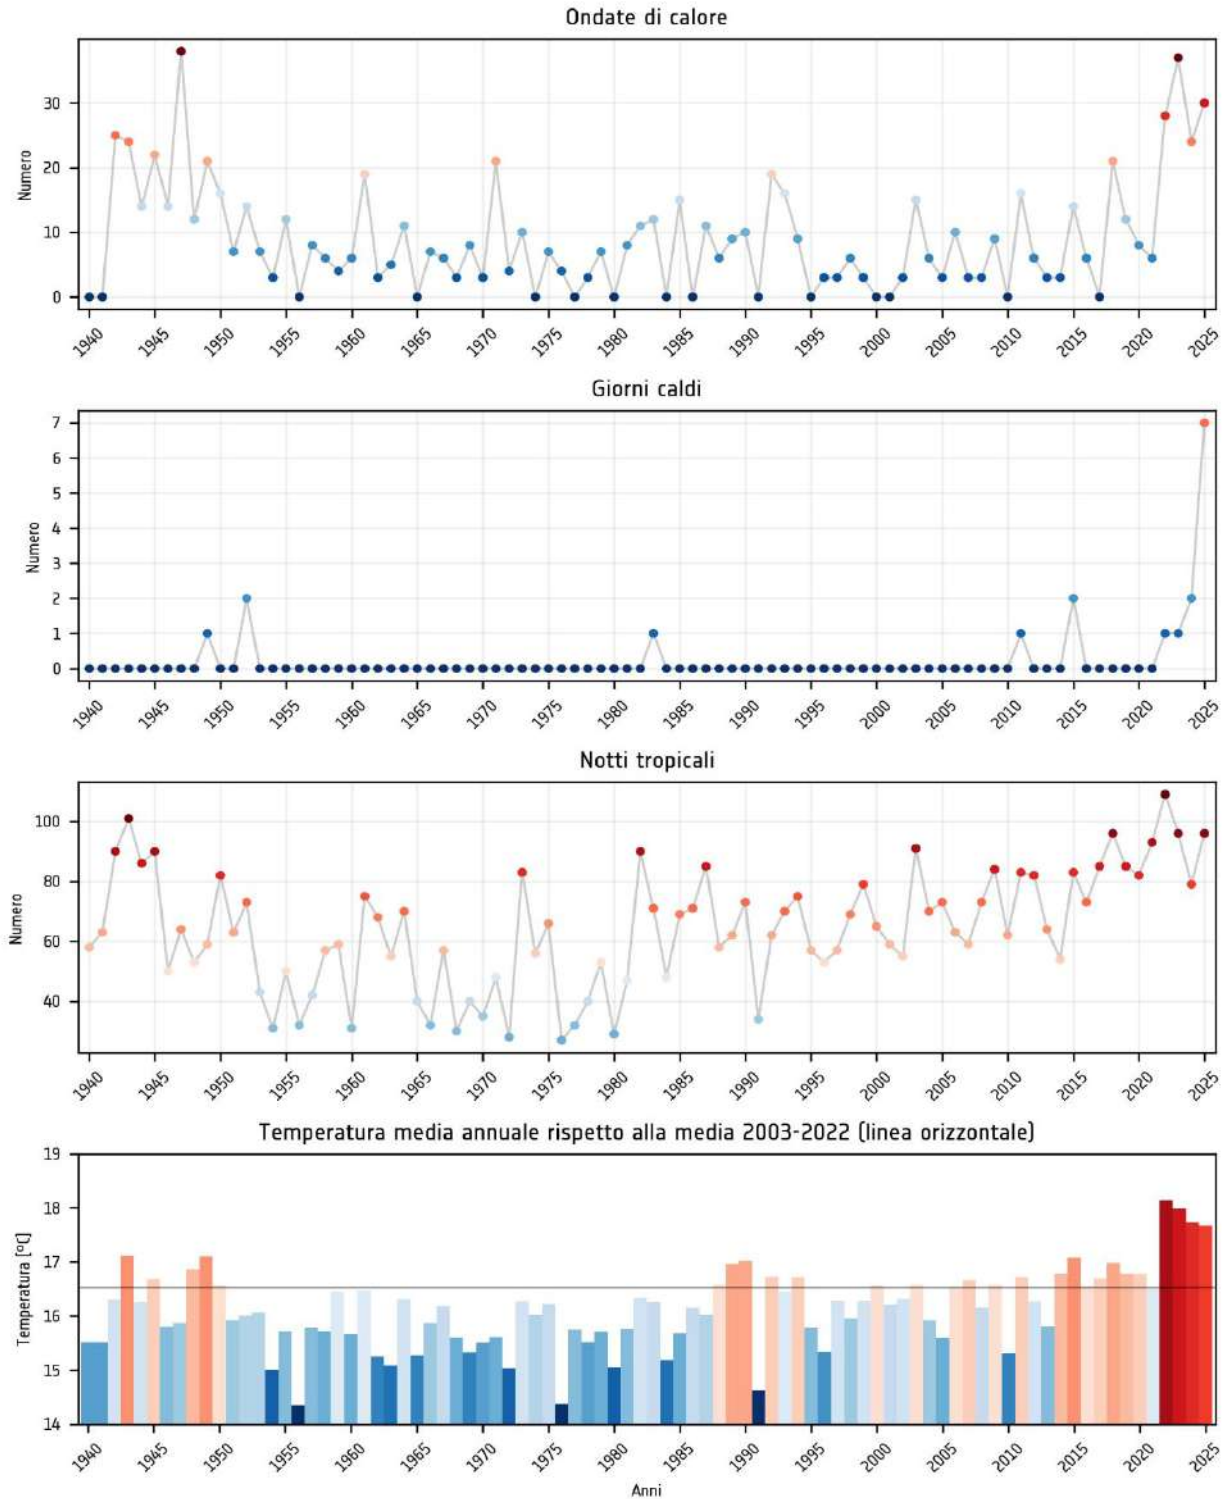 Ondate di calore
Numero
30
20
10
0
1940 1945 1950 1955 1960 1965 1970 1975 1980 1985 1990 1995 2000 2005 2010 2015 2020 2025
Giorni caldi
Numero
7
6
5
4
3
2
1
0
1940 1945 1950 1955 1960 1965 1970 1975 1980 1985 1990 1995 2000 2005 2010 2015 2020 2025
Notti tropicali
Numero
100
80
60
40
1940 1945 1950 1955 1960 1965 1970 1975 1980 1985 1990 1995 2000 2005 2010 2015 2020 2025
Temperatura media annuale rispetto alla media 2003-2022 (linea orizzontale)
Temperatura [ºC]
19
18
17
16
15
14
1940 1945 1950 1955 1960 1965 1970 1975 1980 1985 1990 1995 2000 2005 2010 2015 2020 2025
Anni